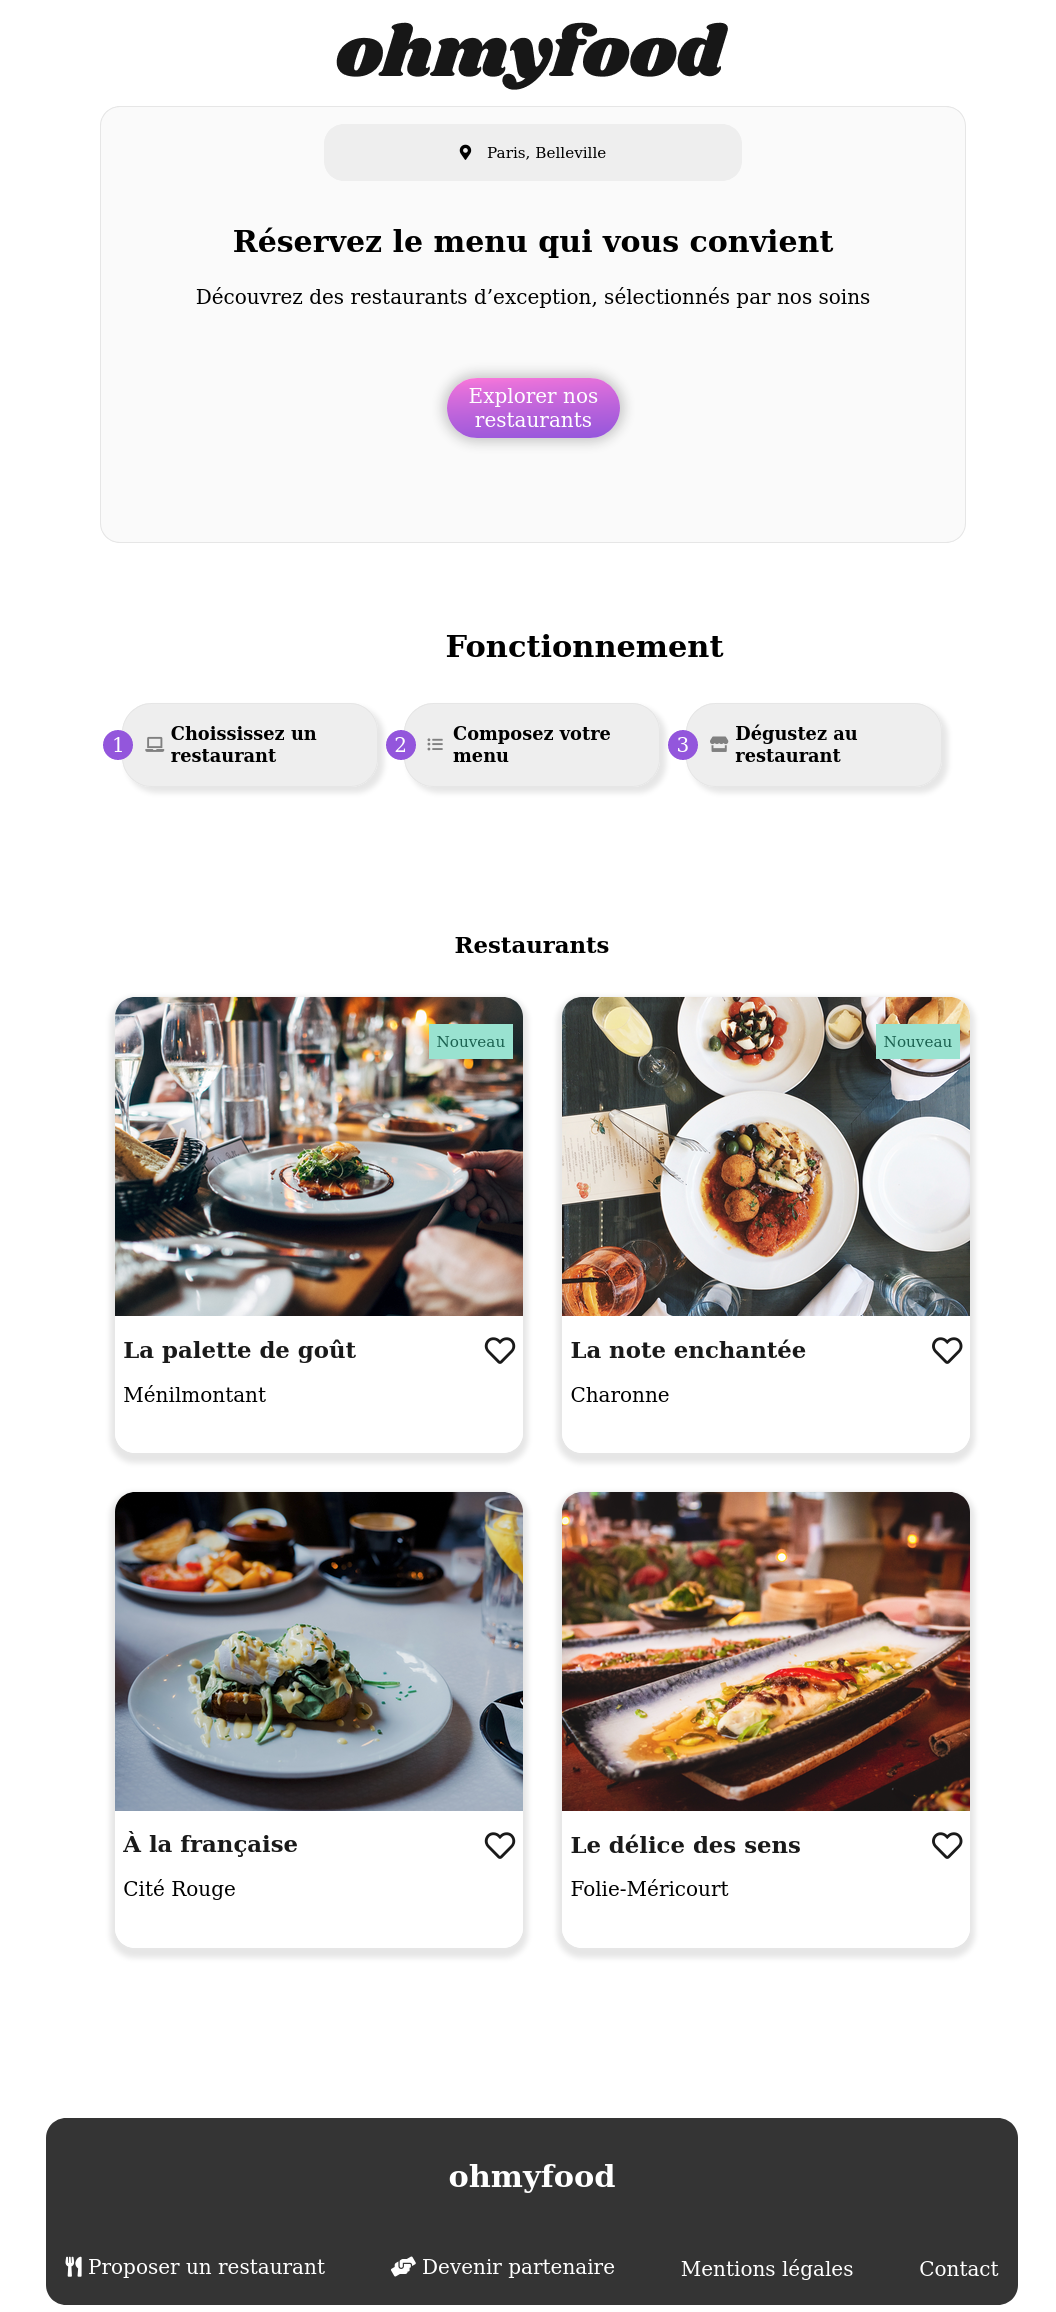 ohmyfood
Paris, Belleville
Réservez le menu qui vous convient
Découvrez des restaurants d’exception, sélectionnés par nos soins
Explorer nos
restaurants
Fonctionnement
1
Choississez un
restaurant
2
Composez votre
menu
3
Dégustez au
restaurant
Restaurants
Nouveau
Nouveau
La palette de goût
Ménilmontant
La note enchantée
Charonne
À la française
Cité Rouge
Le délice des sens
Folie-Méricourt
ohmyfood
Proposer un restaurant
Devenir partenaire
Mentions légales
Contact